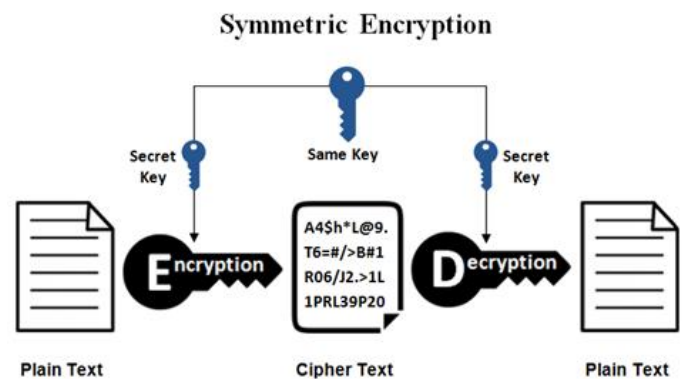 Symmetric Encryption
Secret
Key
Same Key
Secret
Key
Encryption
A4$h*L@9.
T6=#/>B#1
R06/J2.>1L
1PRL39P20
Decryption
Plain Text
Cipher Text
Plain Text